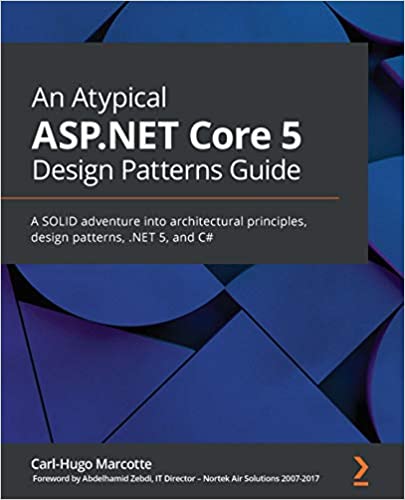 An Atypical
ASP.NET Core 5
Design Patterns Guide
A SOLID adventure into architectural principles,
design patterns, .NET 5, and C#
Carl-Hugo Marcotte
Foreword by Abdelhamid Zebdi, IT Director – Nortek Air Solutions 2007-2017